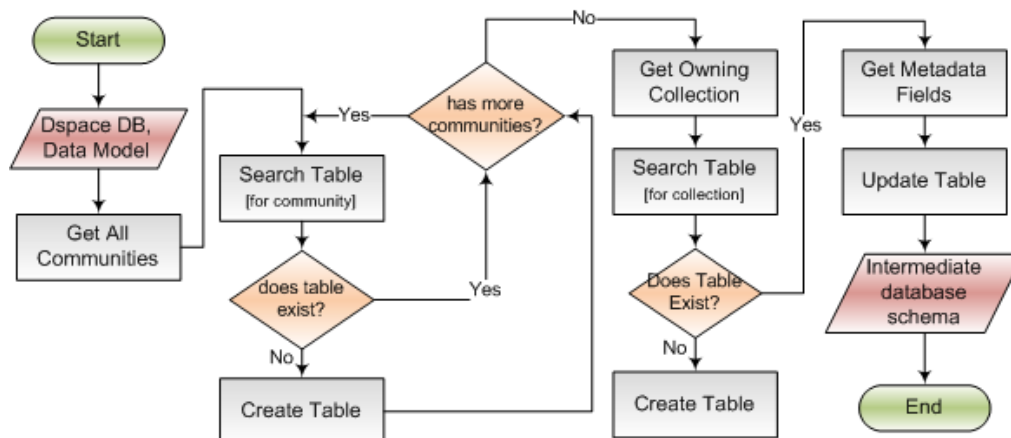 Start
Dspace DB,
Data Model
Get All
Communities
Search Table
[for community]
does table
exist?
No
Create Table
Yes
Yes
has more
communities?
No
Get Owning
Collection
Search Table
[for collection]
Does Table
Exist?
No
Create Table
Yes
Get Metadata
Fields
Update Table
Intermediate
database
schema
End